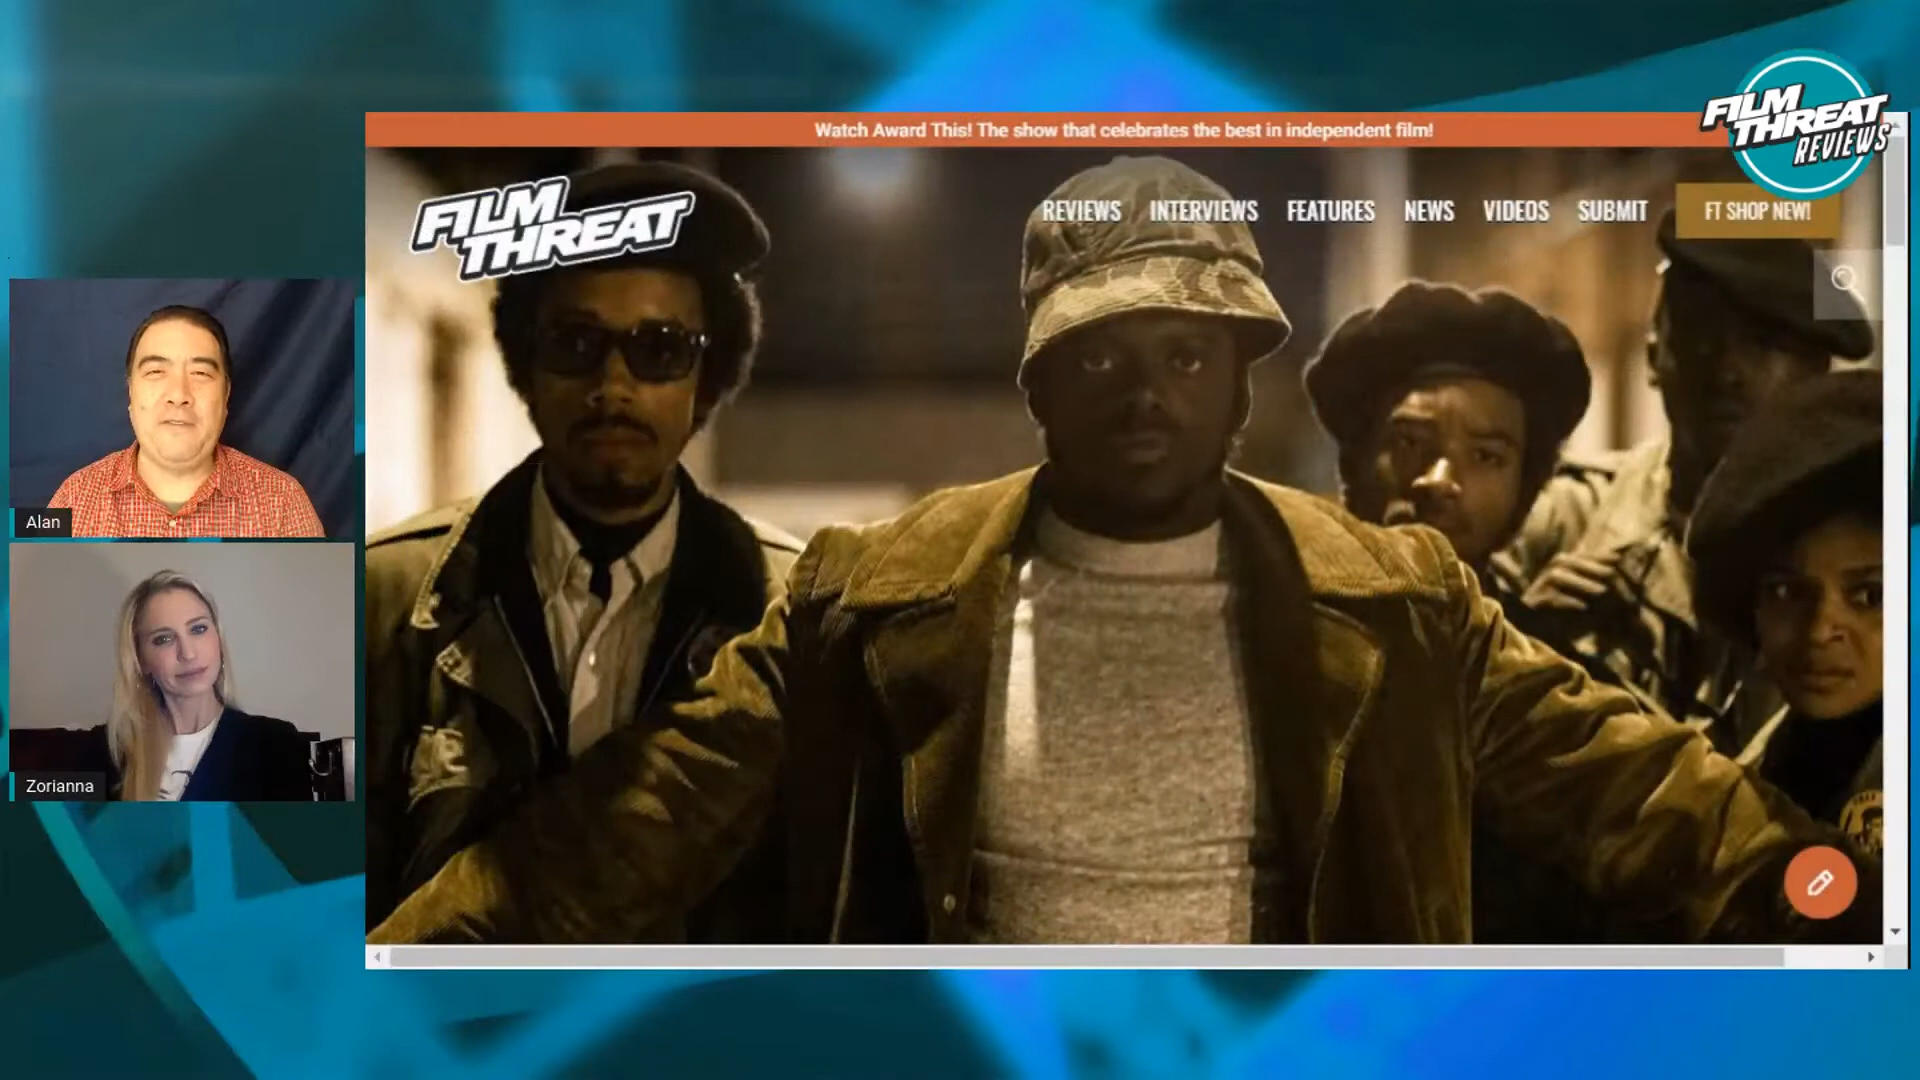 Watch Award This! The show that celebrates the best in independent film!
FILM
THREAT
REVIEWS INTERVIEWS FEATURES NEWS VIDEOS SUBMIT FT SHOP NEW!
FILM
THREAT
REVIEWS
Alan
Zorianna